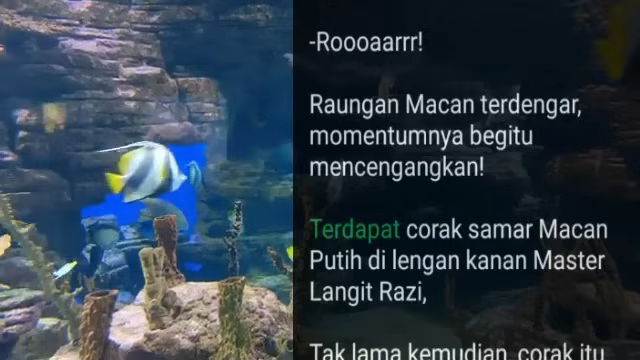 -Roooaarrr!
Raungan Macan terdengar,
momentumnya begitu
mencengangkan!
Terdapat corak samar Macan
Putih di lengan kanan Master
Langit Razi,
Tak lama kemudian, corak itu